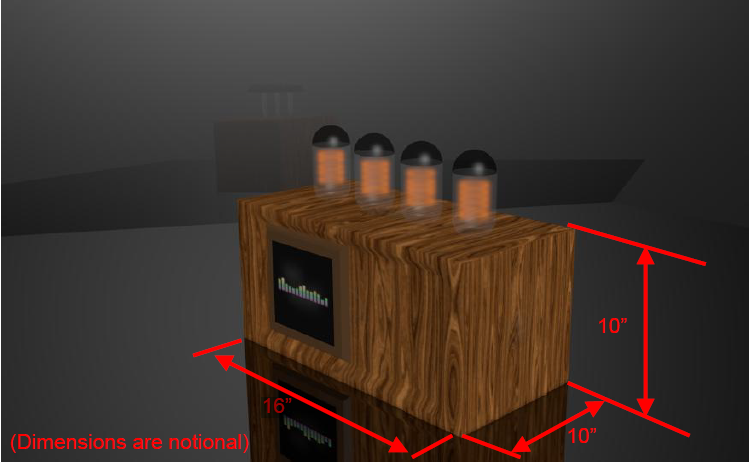 10”
16”
10”
(Dimensions are notional)